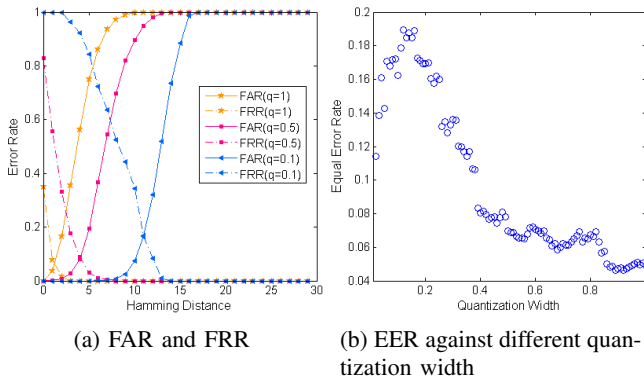 1
0.8
0.6
0.4
0.2
0
Error Rate
FAR(q=1)
FRR(q=1)
FAR(q=0.5)
FRR(q=0.5)
FAR(q=0.1)
FRR(q=0.1)
0 5 10 15 20 25 30
Hamming Distance
(a) FAR and FRR
0.2
0.18
0.16
0.14
0.12
0.1
0.08
0.06
0.04
Equal Error Rate
0.2 0.4 0.6 0.8
Quantization Width
(b) EER against different quan-
tization width